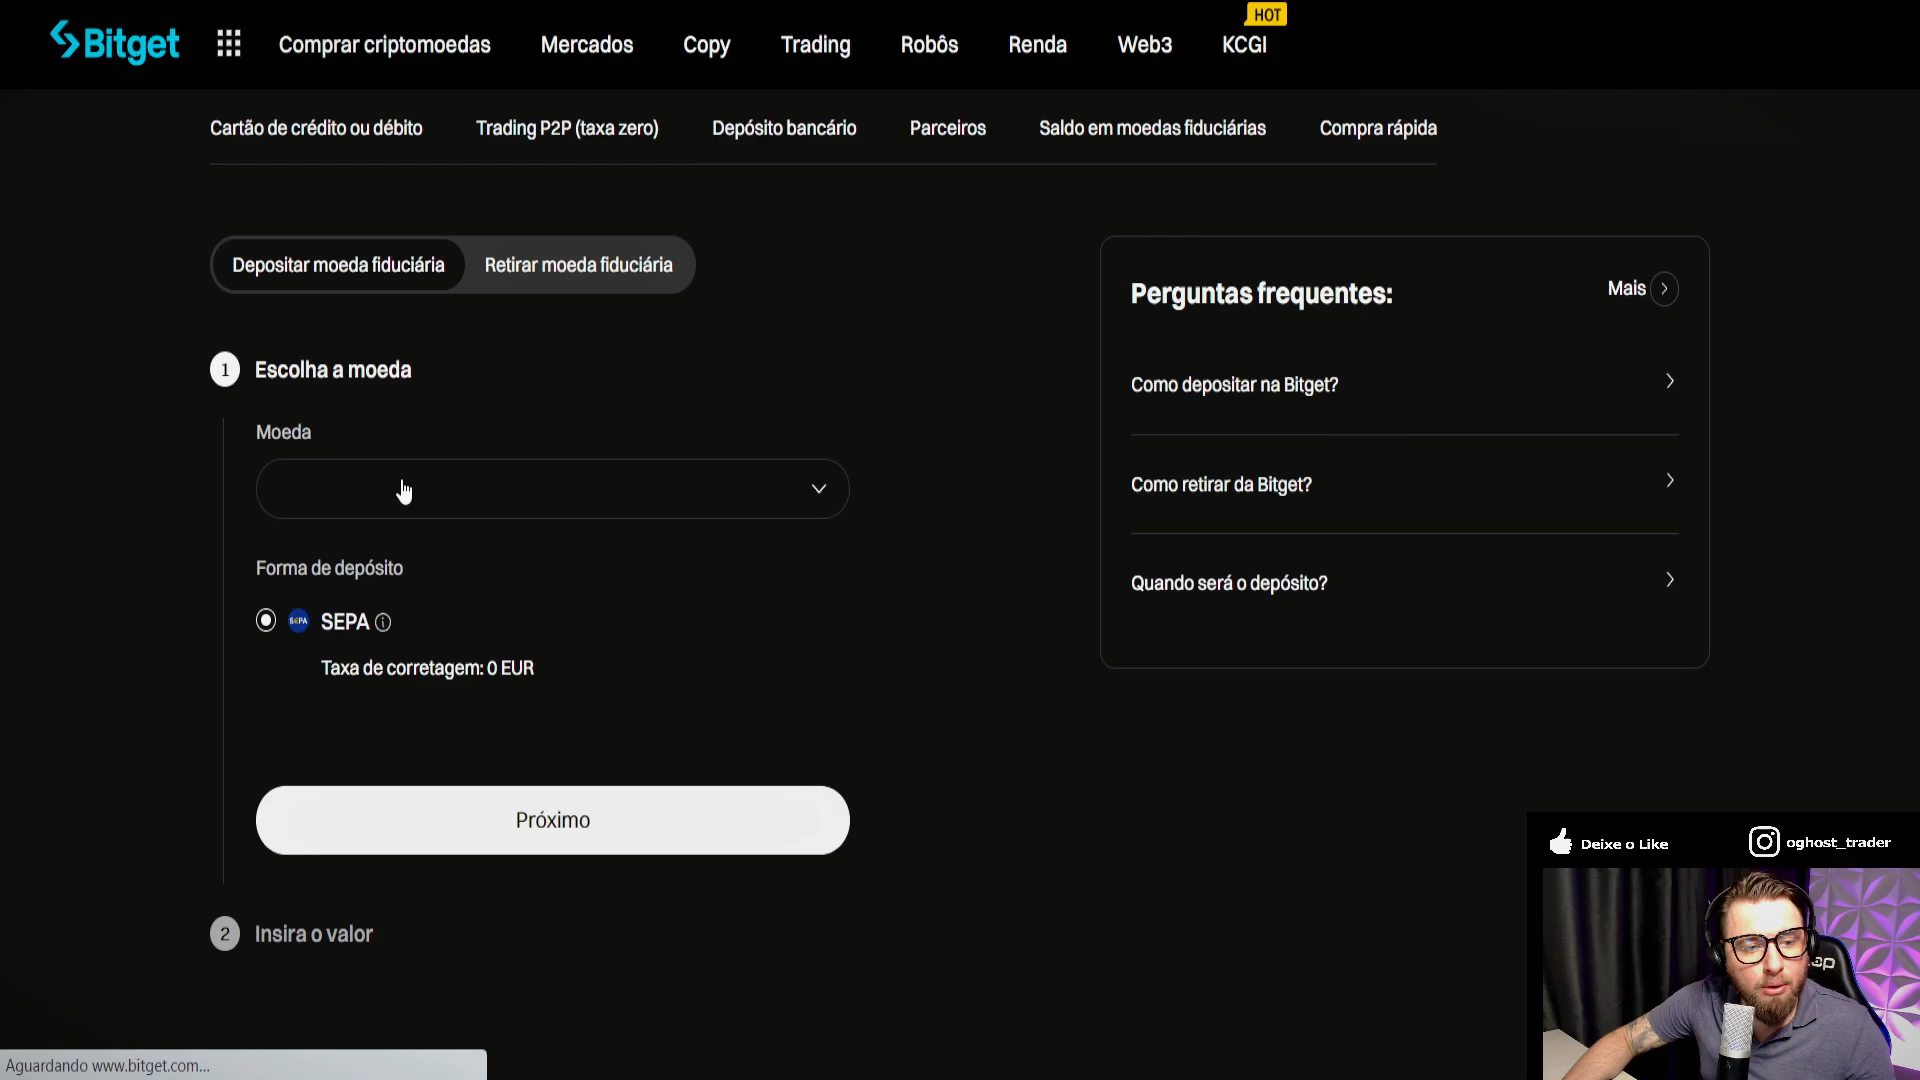 Bitget
Comprar criptomoedas
Mercados
Copy
Trading
Robôs
Renda
Web3
KCGI
HOT
Cartão de crédito ou débito
Trading P2P (taxa zero)
Depósito bancário
Parceiros
Saldo em moedas fiduciárias
Compra rápida
Depositar moeda fiduciária
Retirar moeda fiduciária
1 Escolha a moeda
Moeda
Forma de depósito
SEPA SEPA
Taxa de corretagem: 0 EUR
Próximo
2 Insira o valor
Perguntas frequentes:
Mais
Como depositar na Bitget?
Como retirar da Bitget?
Quando será o depósito?
Deixe o Like
oghost_trader
Aguardando www.bitget.com...